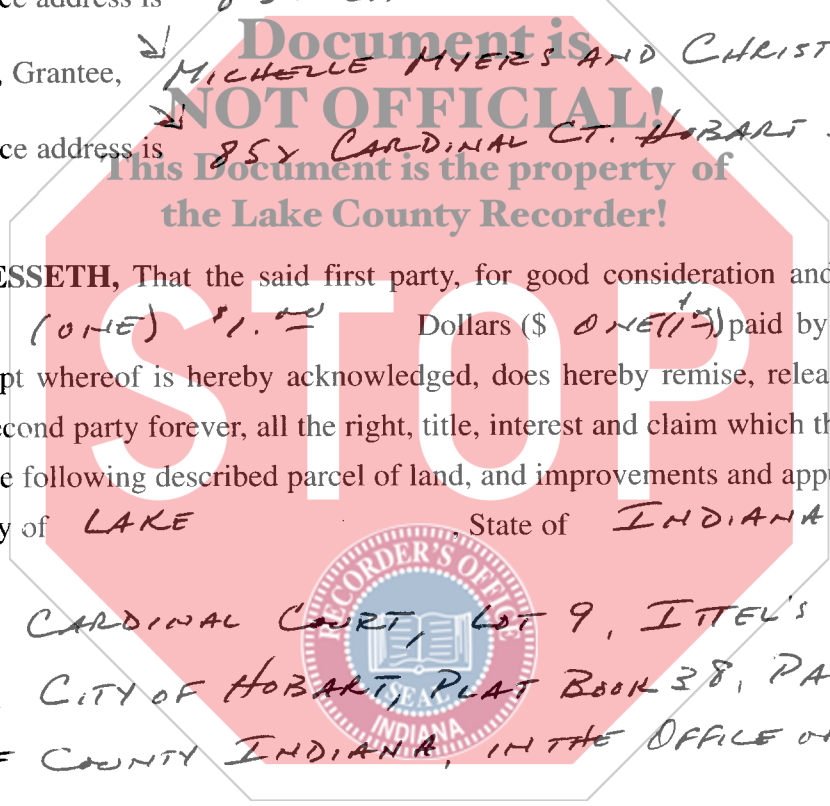 ce address is
, Grantee, MICHELLE MYERS AND CHRIST
ce address is 852 CARDINAL CT. HOBART
Document is
NOT OFFICIAL!
This Document is the property of
the Lake County Recorder!
STOP
ESSETH, That the said first party, for good consideration and
(ONE) $1.00 Dollars ($ ONE paid by
pt whereof is hereby acknowledged, does hereby remise, relea
econd party forever, all the right, title, interest and claim which th
e following described parcel of land, and improvements and app
y of LAKE , State of INDIANA
CARDINAL COURT, LOT 9, ITTEL'S
CITY OF HOBART, PLAT BOOK 38, PA
COUNTY INDIANA, IN THE OFFICE O
RECORDER'S OFFICE
SEAL
INDIANA